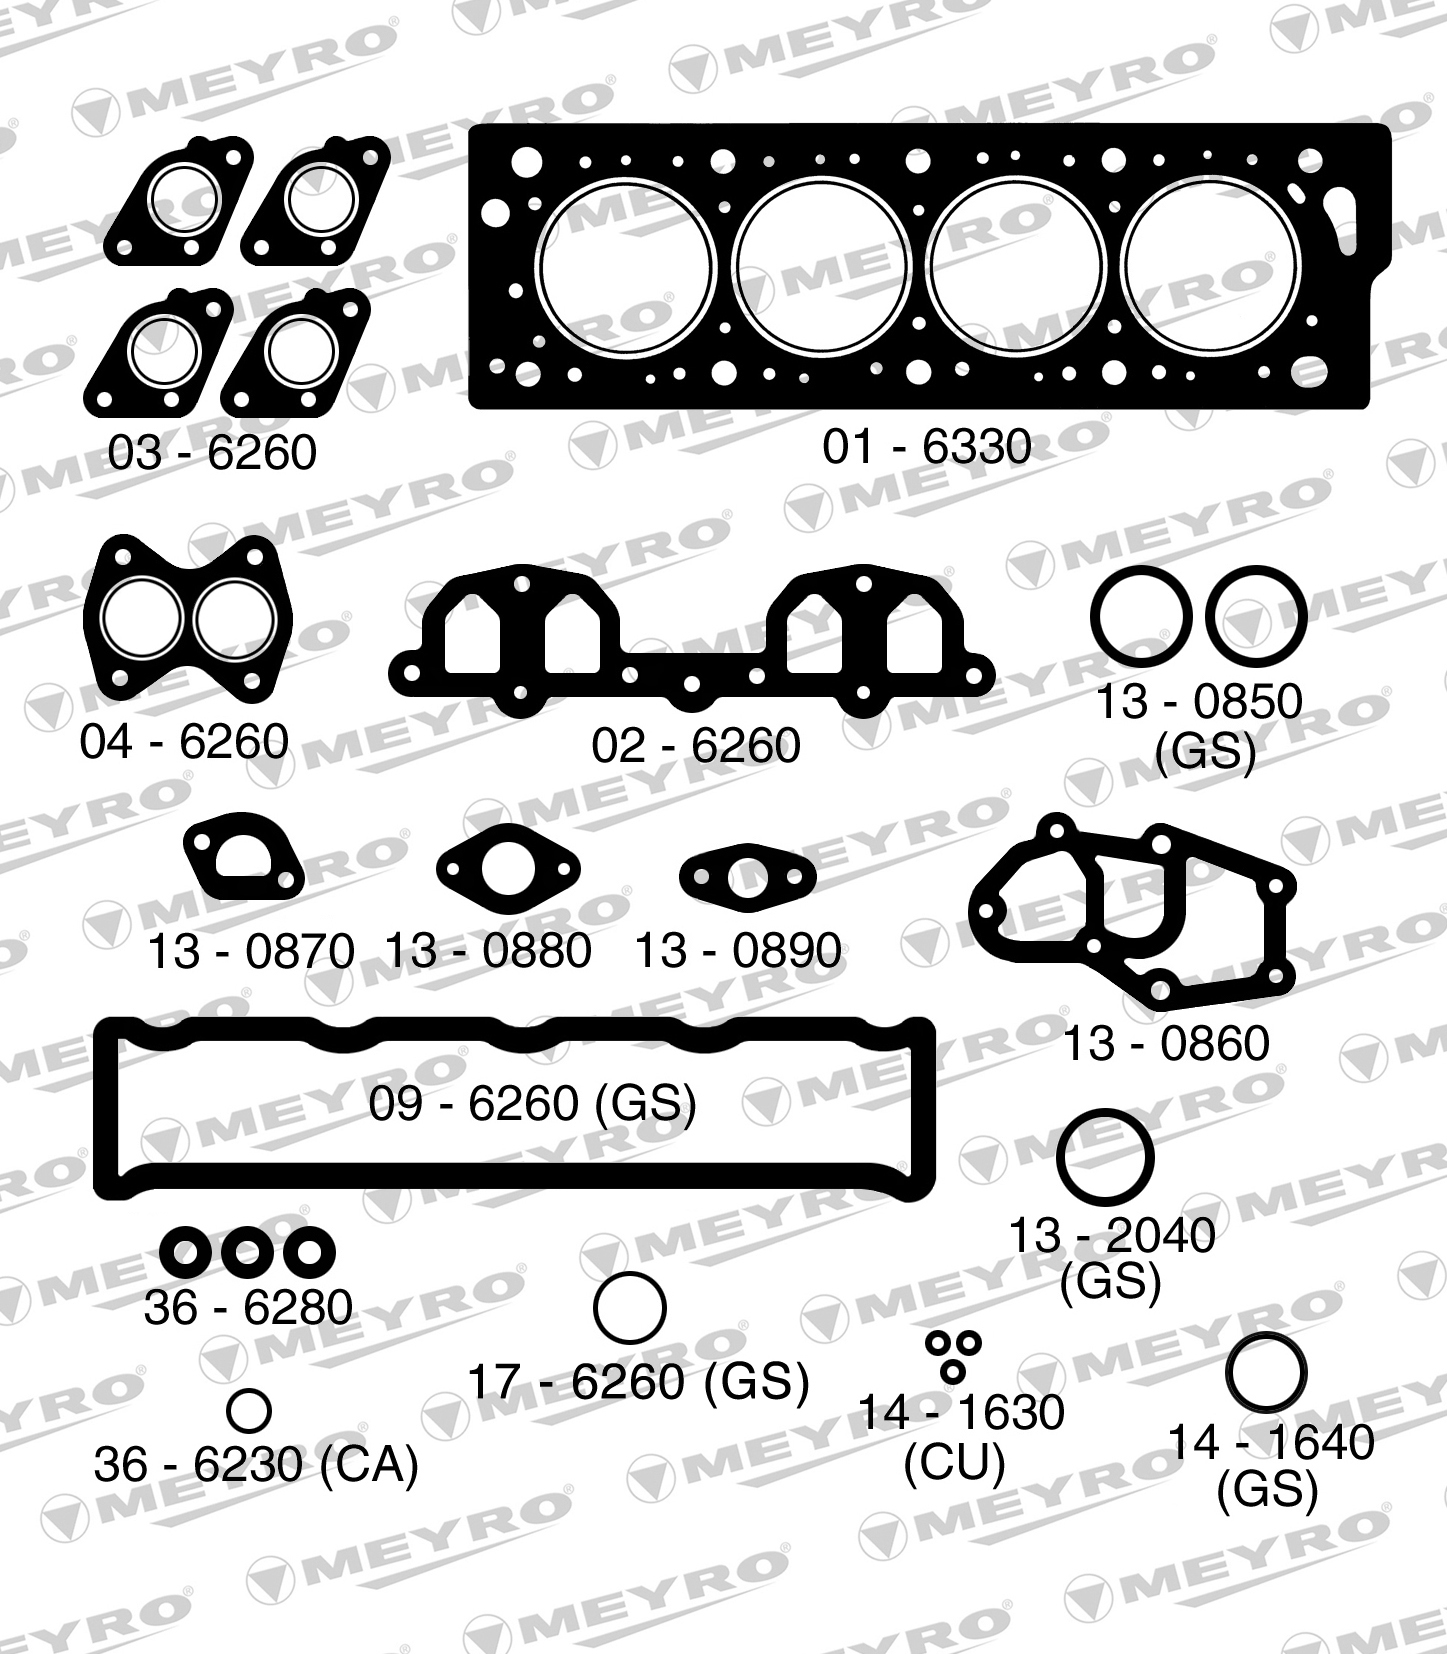 03 - 6260
01 - 6330
04 - 6260
02 - 6260
13 - 0850
(GS)
13 - 0870
13 - 0880
13 - 0890
13 - 0860
09 - 6260 (GS)
13 - 2040
(GS)
36 - 6280
17 - 6260 (GS)
14 - 1630
(CU)
14 - 1640
(GS)
36 - 6230 (CA)
MEYRO®